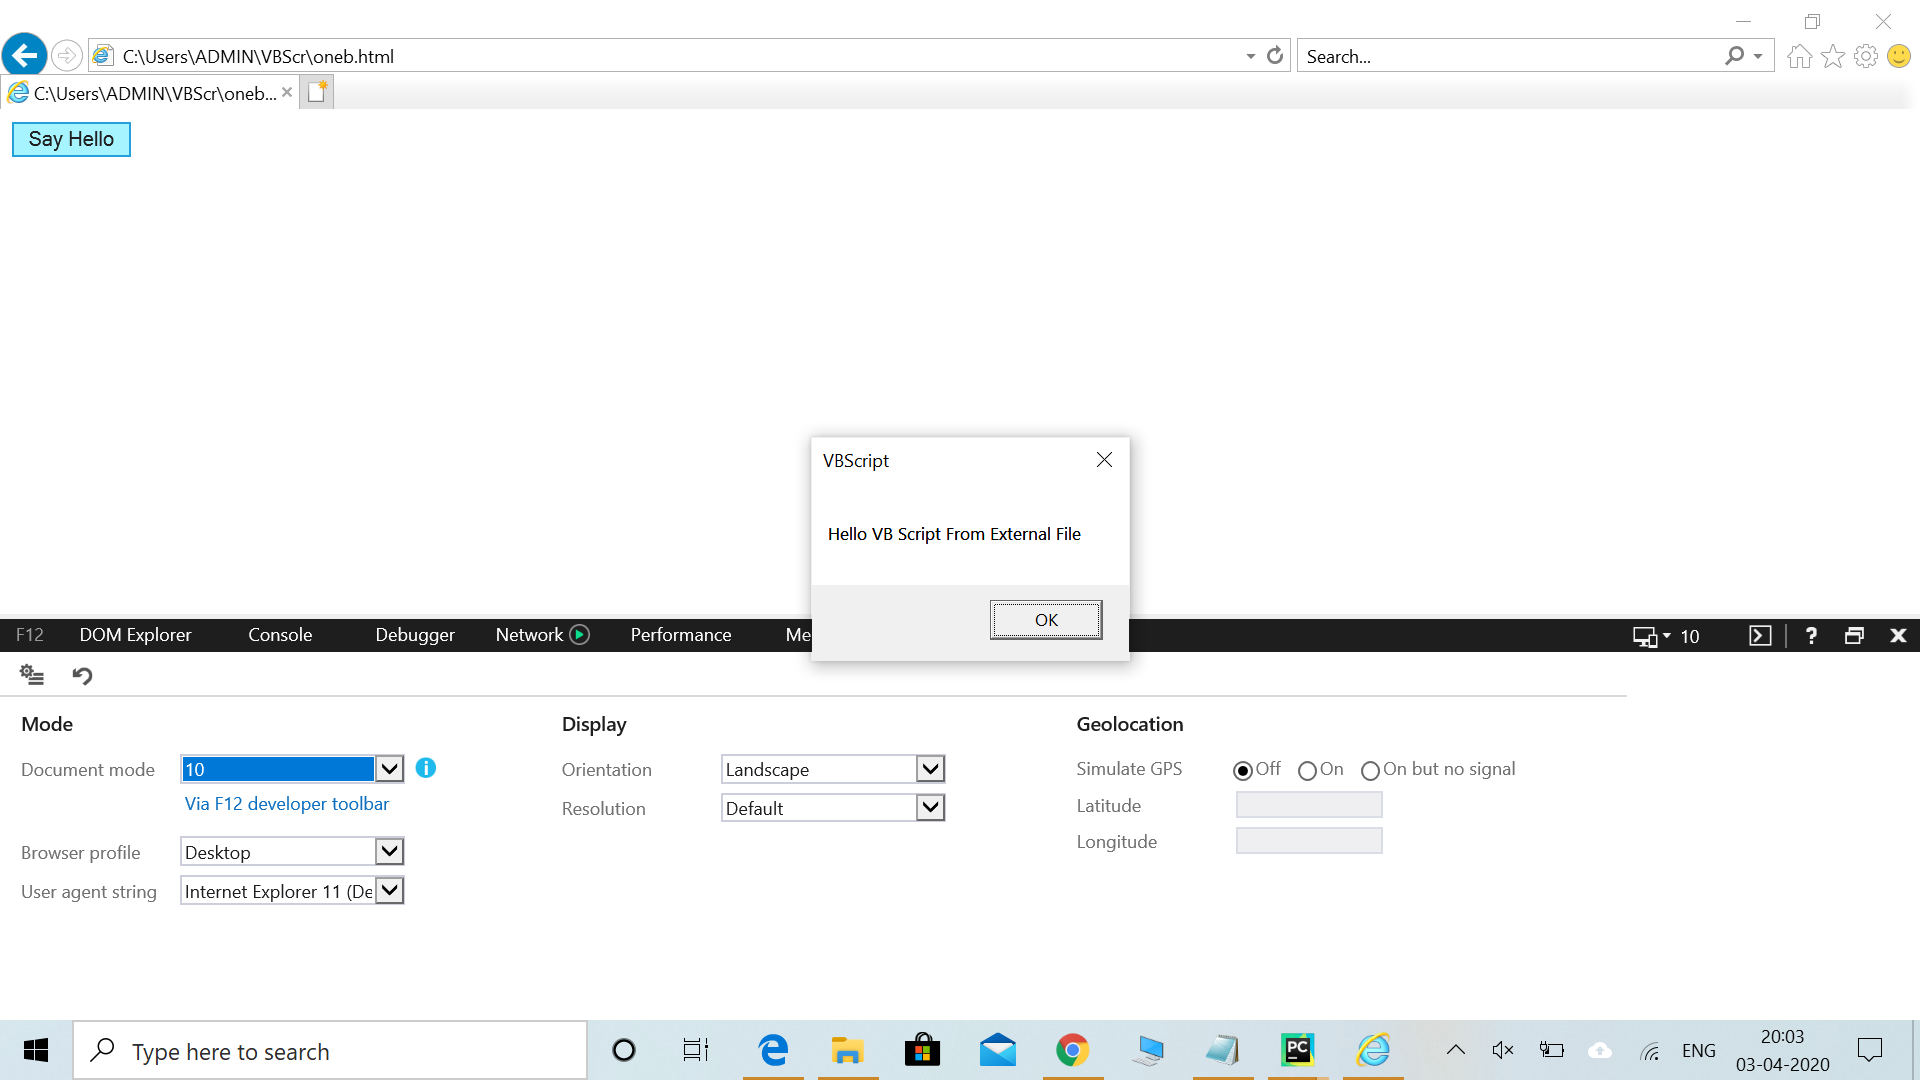 C:\Users\ADMIN\VBScr\oneb.html
Search...
C:\Users\ADMIN\VBScr\oneb...
Say Hello
VBScript
Hello VB Script From External File
OK
F12 DOM Explorer Console Debugger Network Performance Me 10 ?
Mode Display Geolocation
Document mode 10 Orientation Landscape Simulate GPS Off On On but no signal
Via F12 developer toolbar Resolution Default Latitude
Longitude
Browser profile Desktop
User agent string Internet Explorer 11 (De
Type here to search PC ENG 20:03
03-04-2020